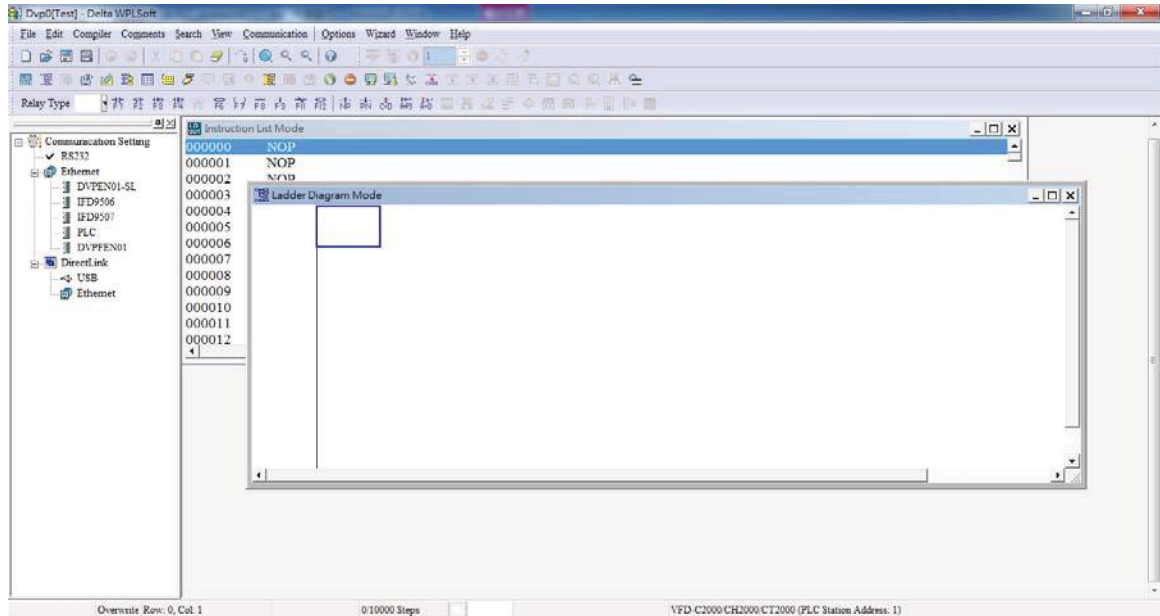 Dvp0[Test] - Delta WPLSoft
File Edit Compiler Comments Search View Communication Options Wizard Window Help
Relay Type
Communication Setting
RS232
Ethernet
DVPEN01-SL
IFD9506
IFD9507
PLC
DVPFEN01
DirectLink
USB
Ethernet
Instruction List Mode
000000 NOP
000001 NOP
000002 NOP
000003
000004
000005
000006
000007
000008
000009
000010
000011
000012
Ladder Diagram Mode
Overwrite Row: 0, Col: 1 0/10000 Steps VFD-C2000/CH2000/CT2000 (PLC Station Address: 1)